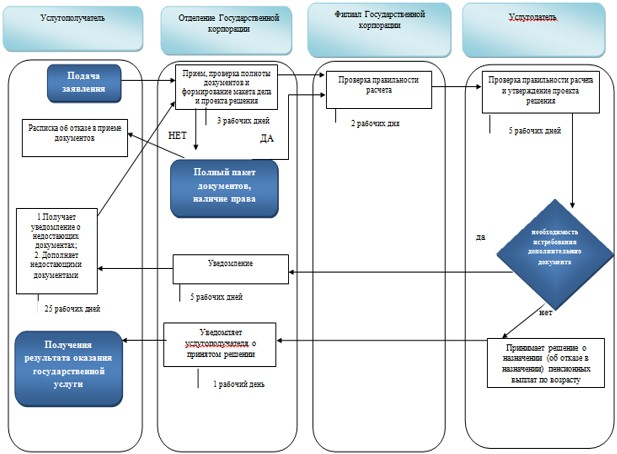 Услугополучатель
Отделение Государственной
корпорации
Филиал Государственной
корпорации
Услугодатель
Подача
заявления
Прием, проверка полноты
документов и
формирование макета дела
и проекта решения
3 рабочих дней
Проверка правильности
расчета
2 рабочих дня
Проверка правильности расчета
и утверждение проекта
решения
5 рабочих дней
Расписка об отказе в приеме
документов
НЕТ
ДА
Полный пакет
документов,
наличие права
1.Получает
уведомление о
недостающих
документах;
2. Дополняет
недостающими
документами
25 рабочих дней
Уведомление
5 рабочих дней
да
необходимость
истребования
дополнительного
документа
нет
Получения
результата оказания
государственной
услуги
Уведомляет
услугополучателя о
принятом решении
1 рабочий день
Принимает решение о
назначении (об отказе в
назначении) пенсионных
выплат по возрасту